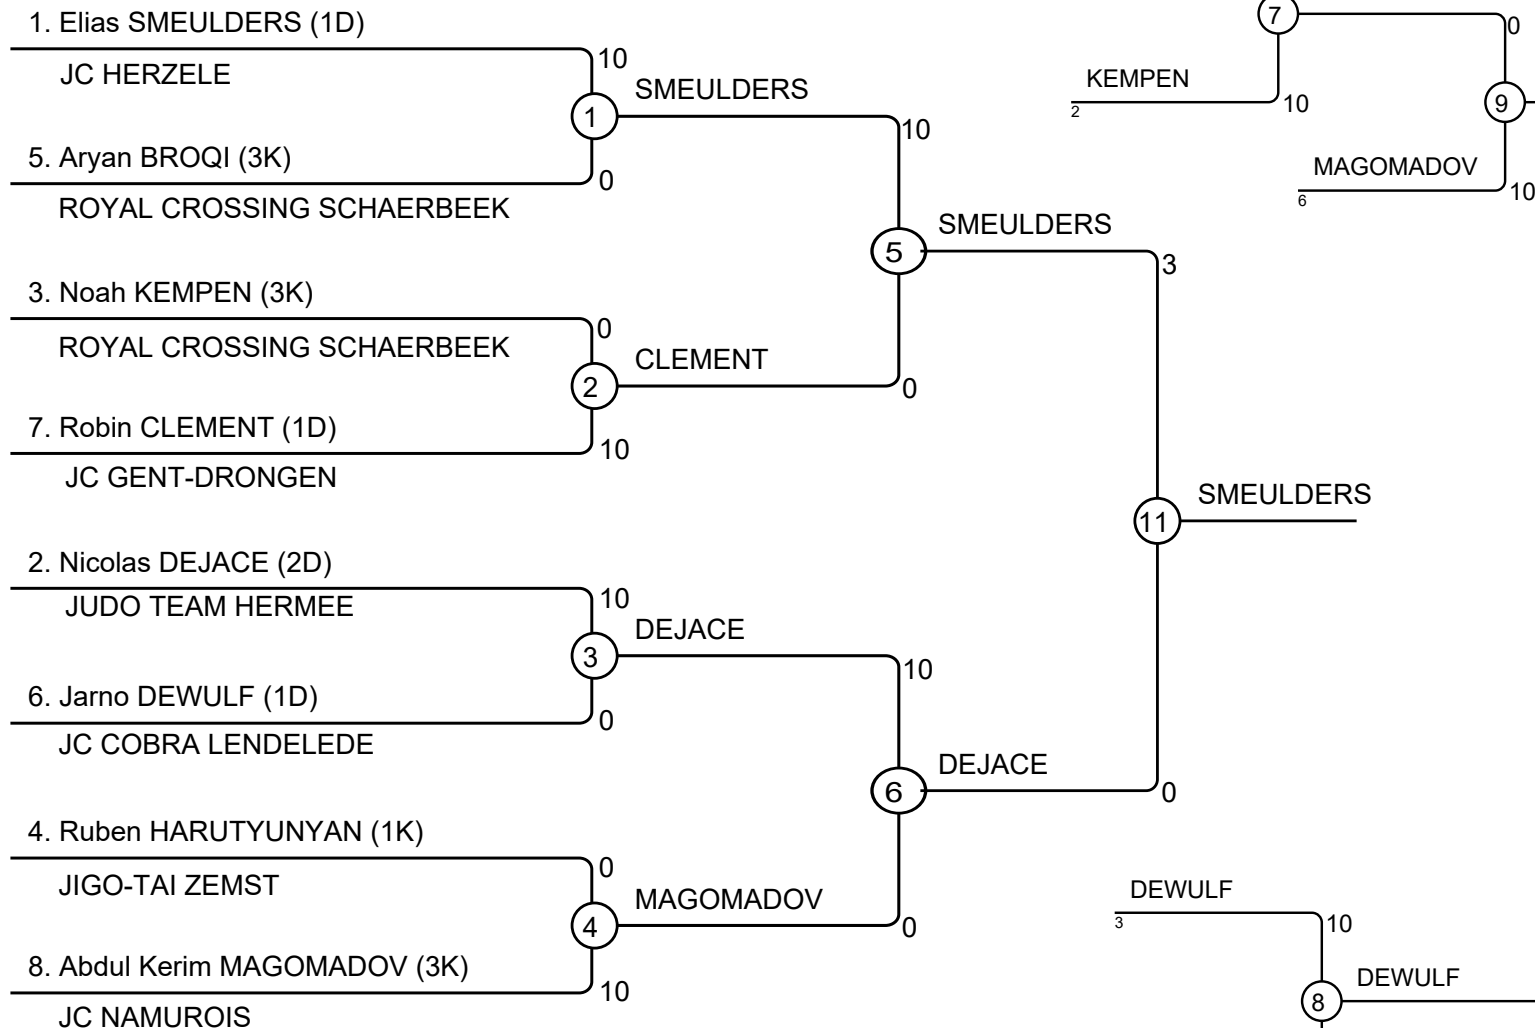 1. Elias SMEULDERS (1D)
10
JC HERZELE
1
SMEULDERS
10
5. Aryan BROQI (3K)
0
ROYAL CROSSING SCHAERBEEK
5
SMEULDERS
3
3. Noah KEMPEN (3K)
0
ROYAL CROSSING SCHAERBEEK
2
CLEMENT
0
7. Robin CLEMENT (1D)
10
JC GENT-DRONGEN
11
SMEULDERS
2. Nicolas DEJACE (2D)
10
JUDO TEAM HERMEE
3
DEJACE
10
6. Jarno DEWULF (1D)
0
JC COBRA LENDELEDE
6
DEJACE
0
4. Ruben HARUTYUNYAN (1K)
0
JIGO-TAI ZEMST
4
MAGOMADOV
0
8. Abdul Kerim MAGOMADOV (3K)
10
JC NAMUROIS
7
0
KEMPEN
2
10
9
MAGOMADOV
6
10
DEWULF
3
10
8
DEWULF